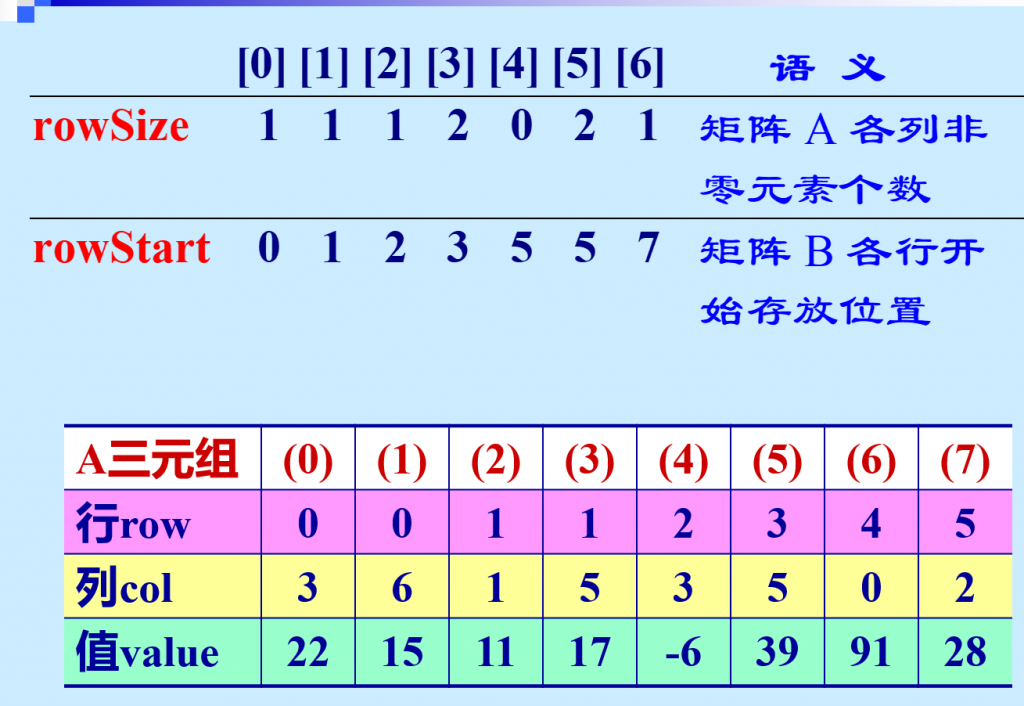 [0] [1] [2] [3] [4] [5] [6] 语 义
rowSize 1 1 1 2 0 2 1 矩阵 A 各列非
零元素个数
rowStart 0 1 2 3 5 5 7 矩阵 B 各行开
始存放位置
A三元组 (0) (1) (2) (3) (4) (5) (6) (7)
行row 0 0 1 1 2 3 4 5
列col 3 6 1 5 3 5 0 2
值value 22 15 11 17 -6 39 91 28